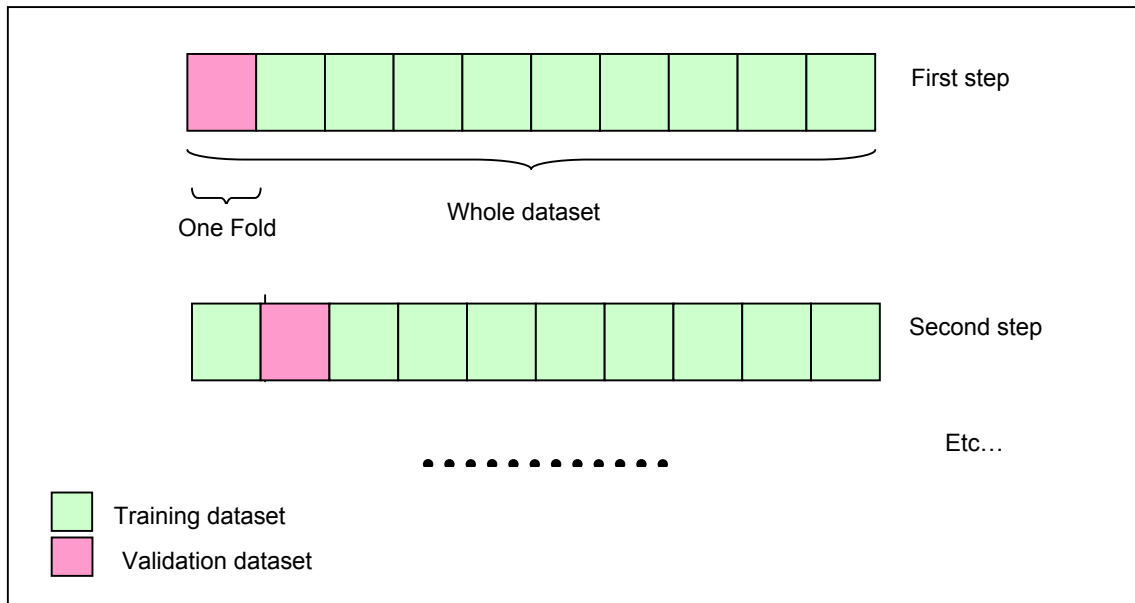 First step
Whole dataset
One Fold
Second step
Etc…
Training dataset
Validation dataset